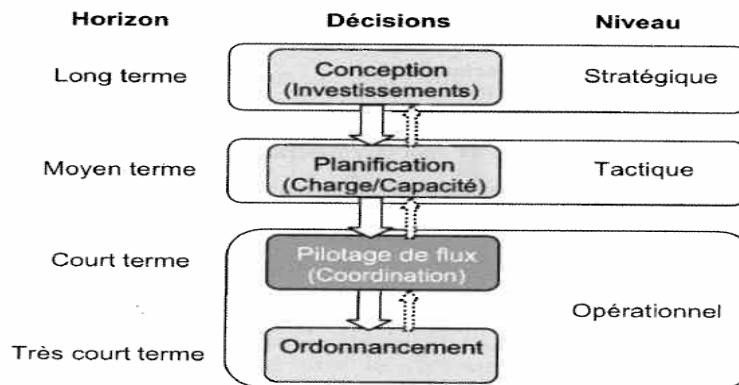 Horizon Décisions Niveau
Long terme Conception Stratégique
(Investissements)
Moyen terme Planification Tactique
(Charge/Capacité)
Court terme Pilotage de flux
(Coordination)
Opérationnel
Très court terme Ordonnancement